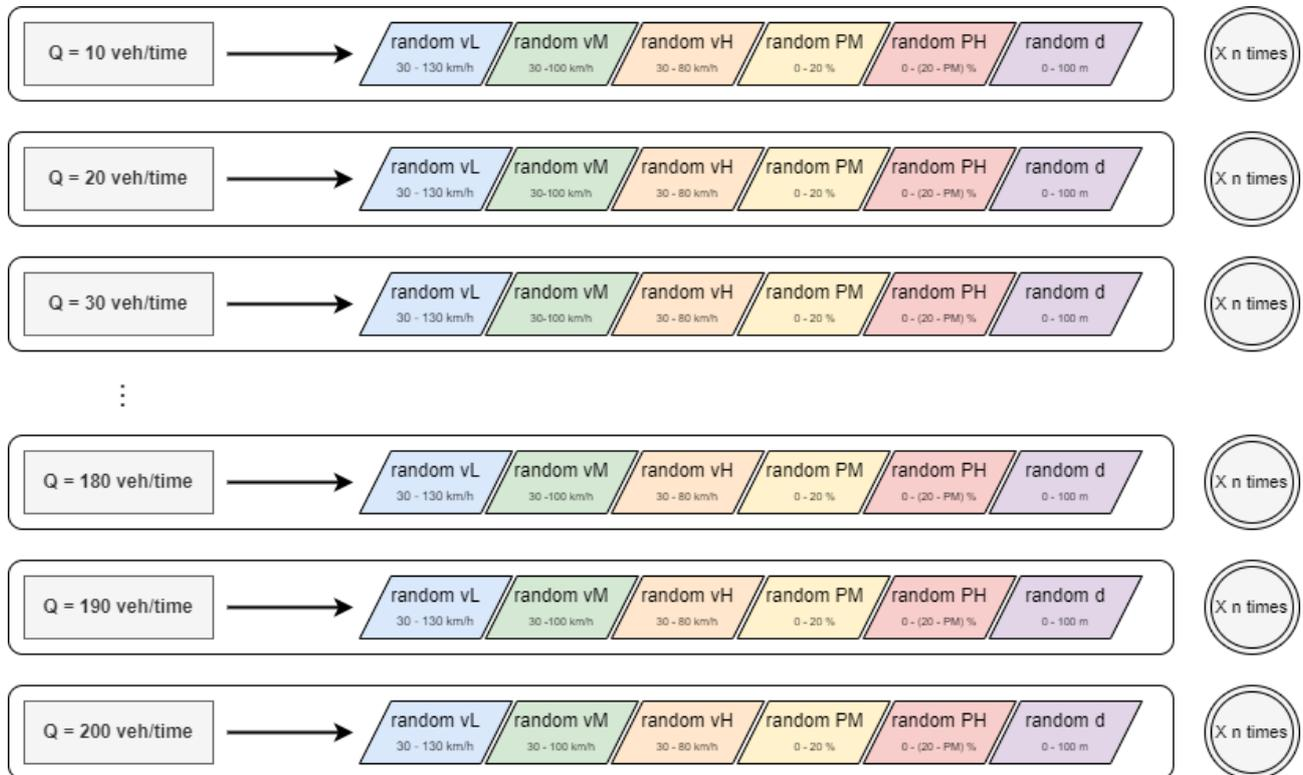 Q = 10 veh/time
random vL
30 - 130 km/h
random vM
30 -100 km/h
random vH
30 - 80 km/h
random PM
0 - 20 %
random PH
0 - (20 - PM) %
random d
0 - 100 m
X n times
Q = 20 veh/time
random vL
30 - 130 km/h
random vM
30-100 km/h
random vH
30 - 80 km/h
random PM
0 - 20 %
random PH
0 - (20 - PM) %
random d
0 - 100 m
X n times
Q = 30 veh/time
random vL
30 - 130 km/h
random vM
30-100 km/h
random vH
30 - 80 km/h
random PM
0 - 20 %
random PH
0 - (20 - PM) %
random d
0 - 100 m
X n times
⋮
Q = 180 veh/time
random vL
30 - 130 km/h
random vM
30 -100 km/h
random vH
30 - 80 km/h
random PM
0 - 20 %
random PH
0 - (20 - PM) %
random d
0 - 100 m
X n times
Q = 190 veh/time
random vL
30 - 130 km/h
random vM
30 -100 km/h
random vH
30 - 80 km/h
random PM
0 - 20 %
random PH
0 - (20 - PM) %
random d
0 - 100 m
X n times
Q = 200 veh/time
random vL
30 - 130 km/h
random vM
30 - 100 km/h
random vH
30 - 80 km/h
random PM
0 - 20 %
random PH
0 - (20 - PM) %
random d
0 - 100 m
X n times